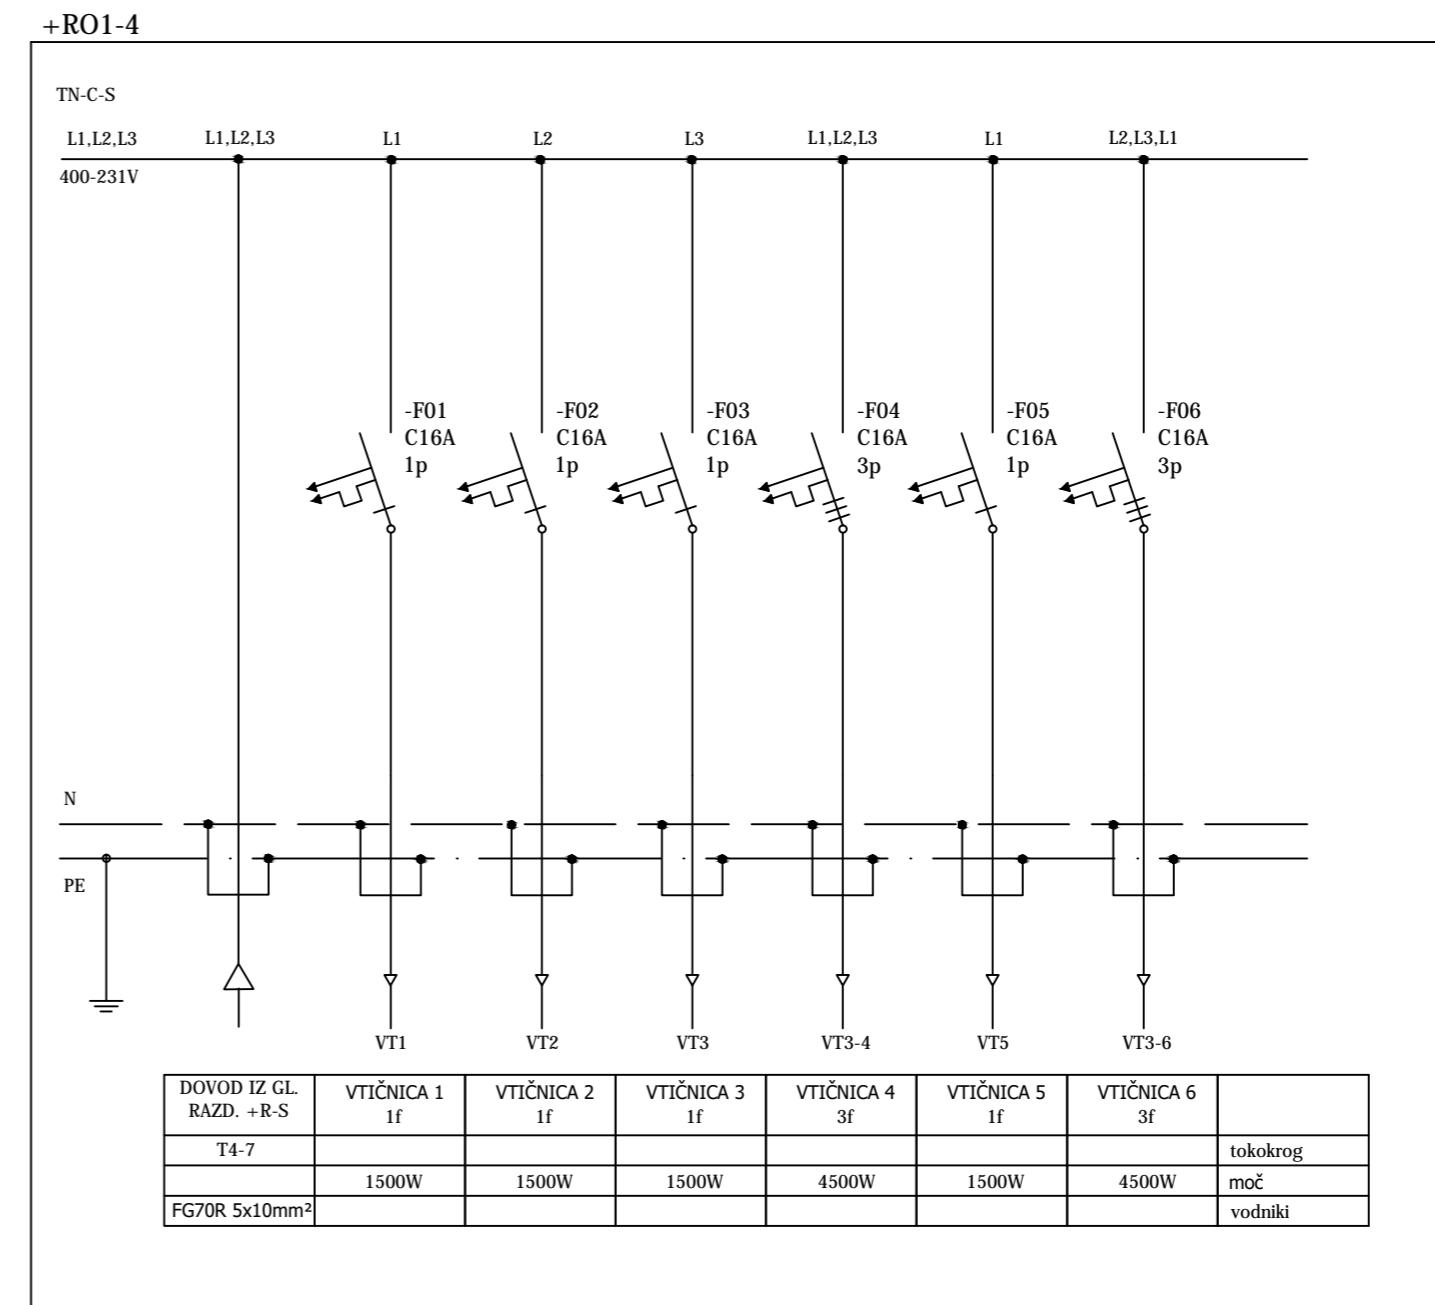 +RO1-4
TN-C-S
L1,L2,L3 L1,L2,L3 L1 L2 L3 L1,L2,L3 L1 L2,L3,L1
400-231V
-F01 -F02 -F03 -F04 -F05 -F06
C16A C16A C16A C16A C16A C16A
1p 1p 1p 3p 1p 3p
N
PE
VT1 VT2 VT3 VT3-4 VT5 VT3-6
DOVOD IZ GL. VTIČNICA 1 VTIČNICA 2 VTIČNICA 3 VTIČNICA 4 VTIČNICA 5 VTIČNICA 6
RAZD. +R-S 1f 1f 1f 3f 1f 3f
T4-7 tokokrog
1500W 1500W 1500W 4500W 1500W 4500W moč
FG70R 5x10mm² vodniki